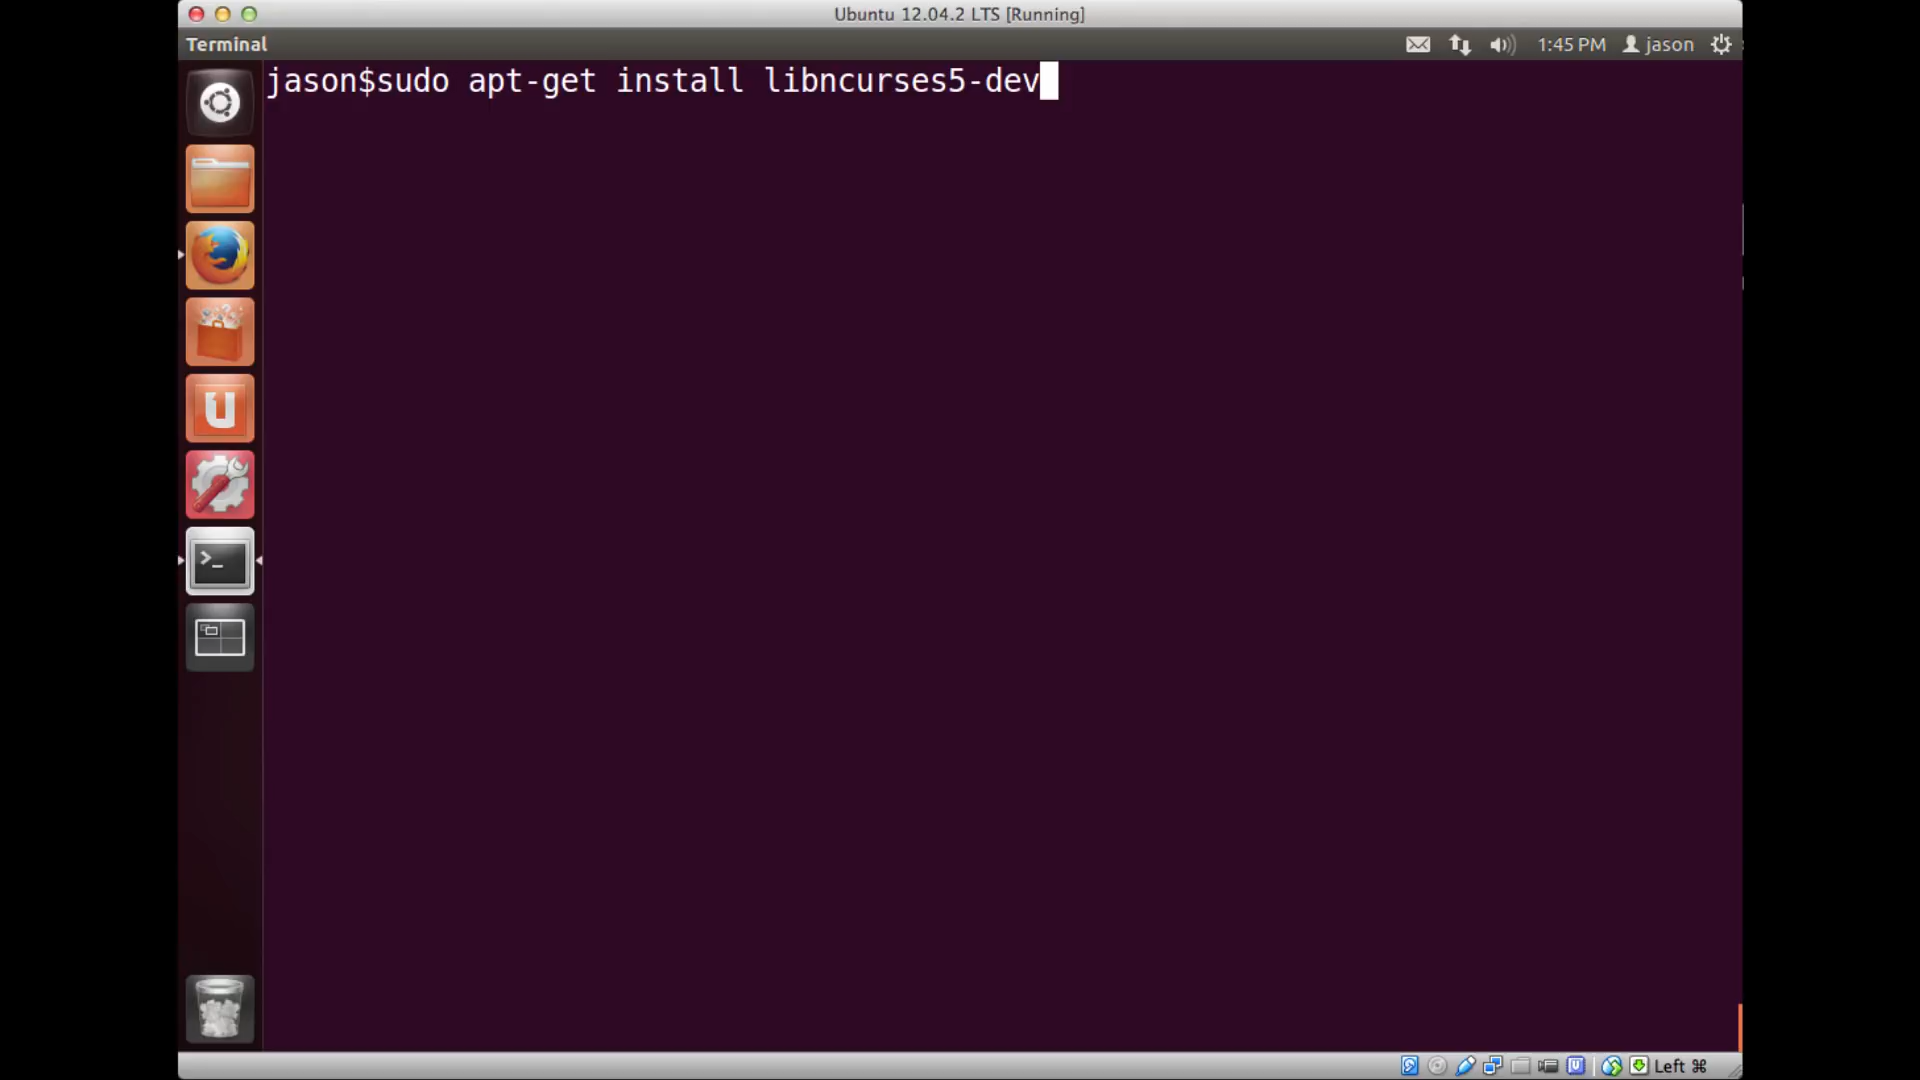 Ubuntu 12.04.2 LTS [Running]
Terminal
1:45 PM jason
jason$sudo apt-get install libncurses5-dev
Left ⌘